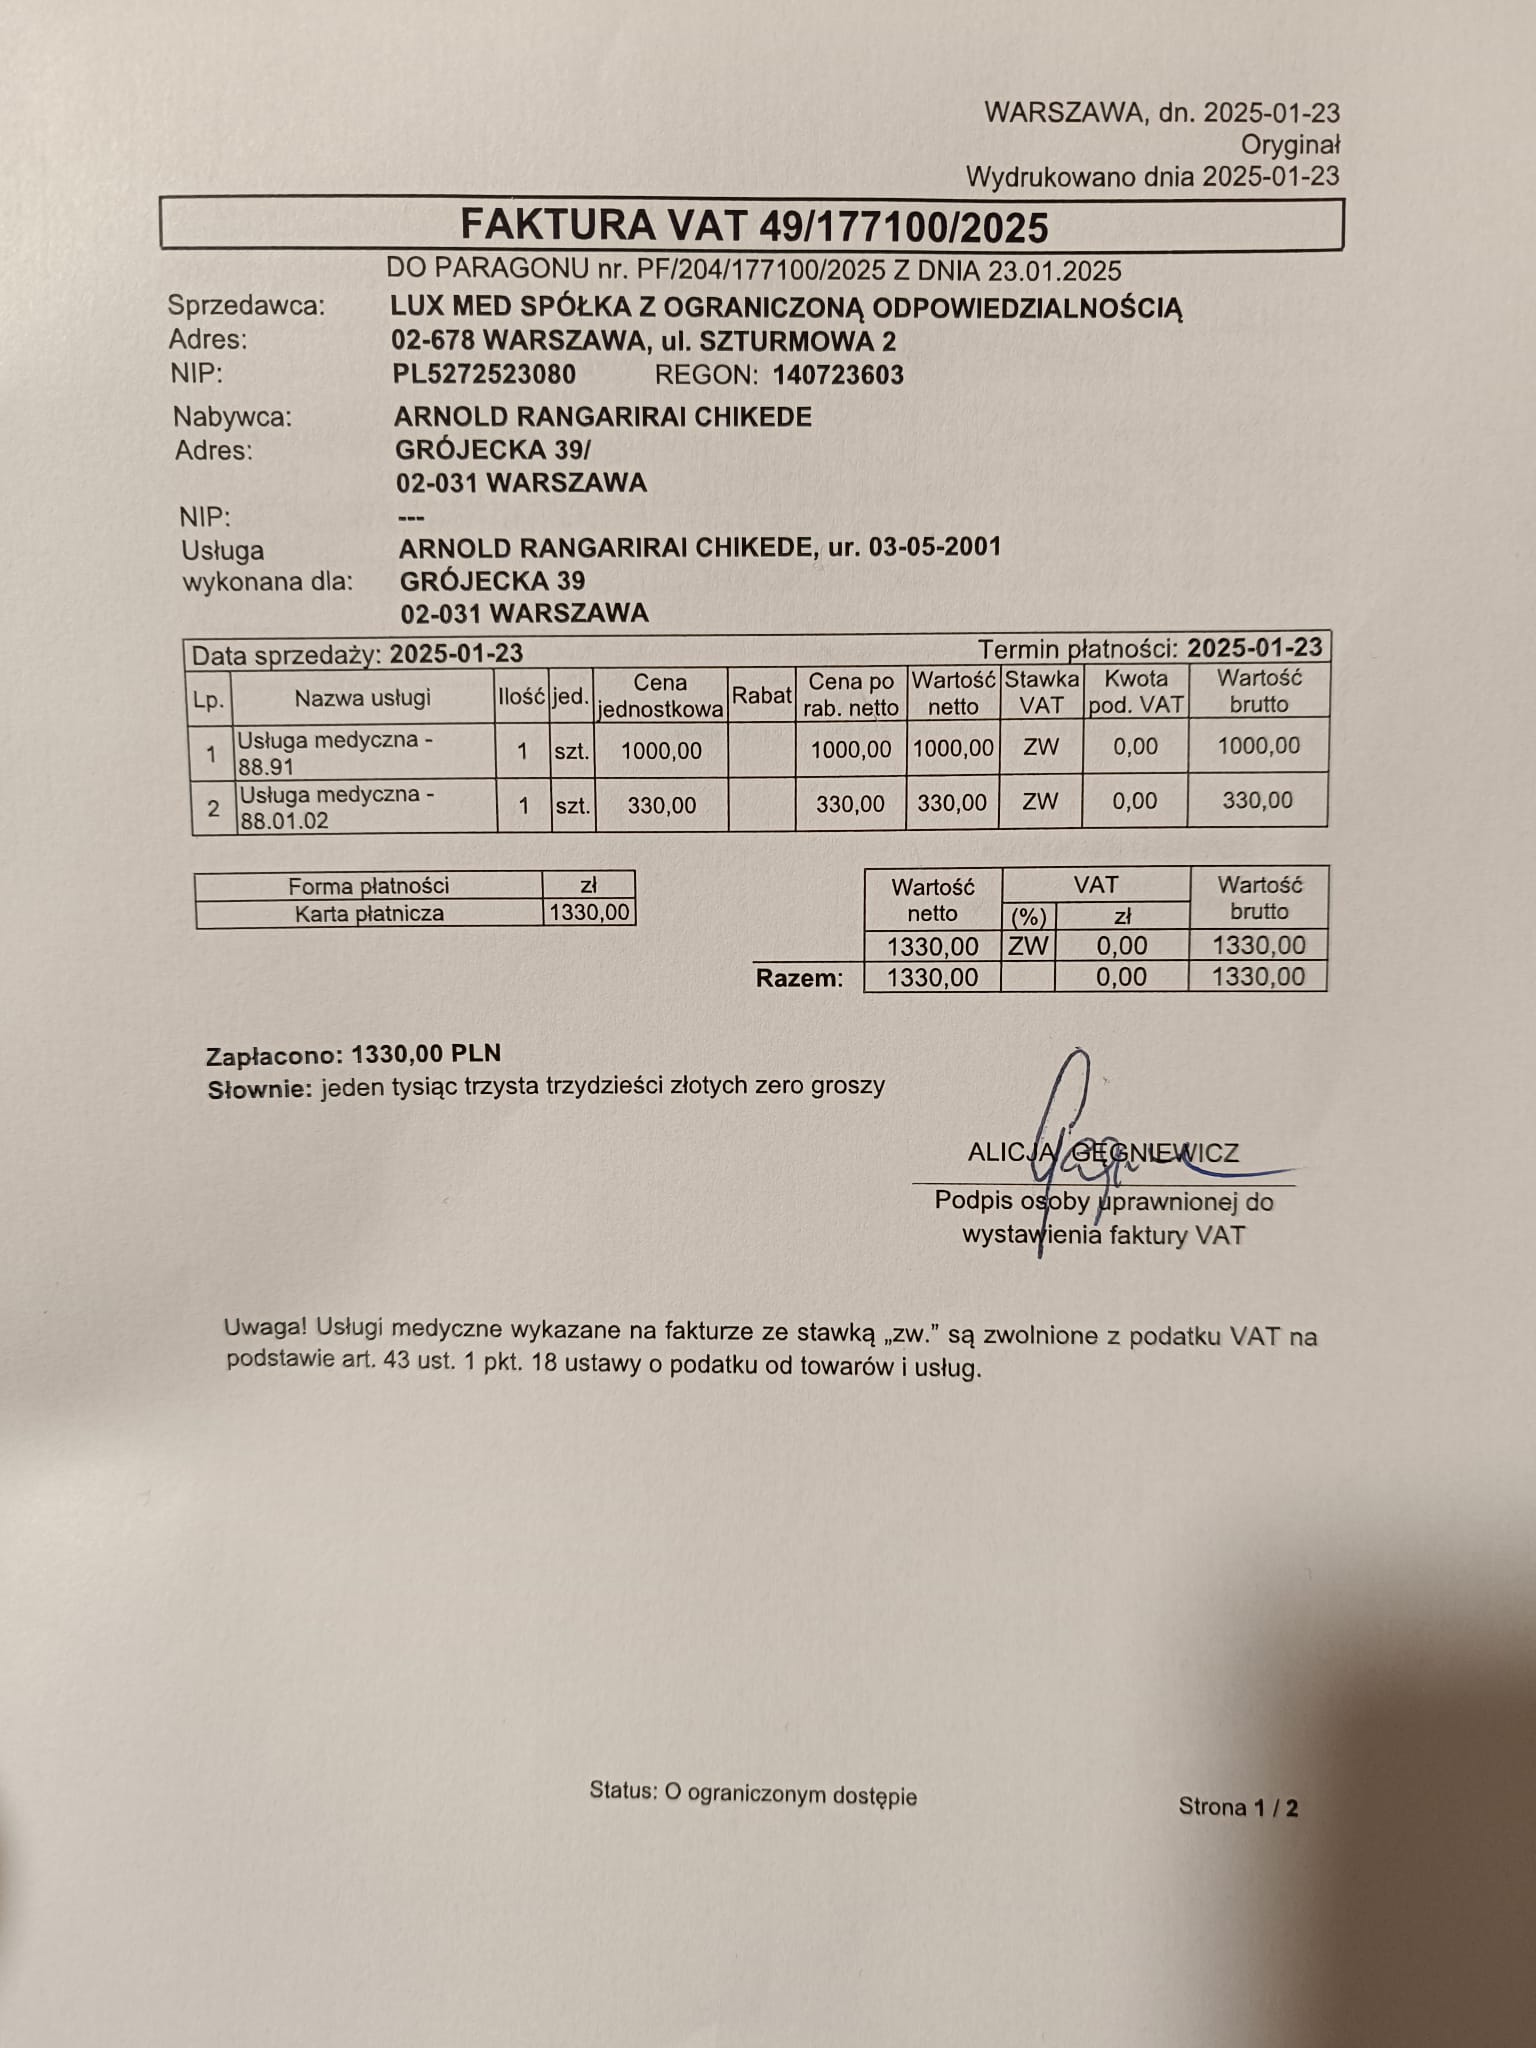 WARSZAWA, dn. 2025-01-23
Oryginał
Wydrukowano dnia 2025-01-23
FAKTURA VAT 49/177100/2025
DO PARAGONU nr. PF/204/177100/2025 Z DNIA 23.01.2025
Sprzedawca: LUX MED SPÓŁKA Z OGRANICZONĄ ODPOWIEDZIALNOŚCIĄ
Adres: 02-678 WARSZAWA, ul. SZTURMOWA 2
NIP: PL5272523080 REGON: 140723603
Nabywca: ARNOLD RANGARIRAI CHIKEDE
Adres: GRÓJECKA 39/
02-031 WARSZAWA
NIP: ---
Usługa ARNOLD RANGARIRAI CHIKEDE, ur. 03-05-2001
wykonana dla: GRÓJECKA 39
02-031 WARSZAWA
Data sprzedaży: 2025-01-23 Termin płatności: 2025-01-23
Lp. Nazwa usługi Ilość jed. Cena jednostkowa Rabat Cena po rab. netto Wartość netto Stawka VAT Kwota pod. VAT Wartość brutto
1 Usługa medyczna - 88.91 1 szt. 1000,00 1000,00 1000,00 ZW 0,00 1000,00
2 Usługa medyczna - 88.01.02 1 szt. 330,00 330,00 330,00 ZW 0,00 330,00
Forma płatności zł
Karta płatnicza 1330,00
Wartość netto VAT Wartość brutto
(%) zł
1330,00 ZW 0,00 1330,00
Razem: 1330,00 0,00 1330,00
Zapłacono: 1330,00 PLN
Słownie: jeden tysiąc trzysta trzydzieści złotych zero groszy
ALICJA GĘGNIEWICZ
Podpis osoby uprawnionej do
wystawienia faktury VAT
Uwaga! Usługi medyczne wykazane na fakturze ze stawką „zw.” są zwolnione z podatku VAT na
podstawie art. 43 ust. 1 pkt. 18 ustawy o podatku od towarów i usług.
Status: O ograniczonym dostępie
Strona 1 / 2